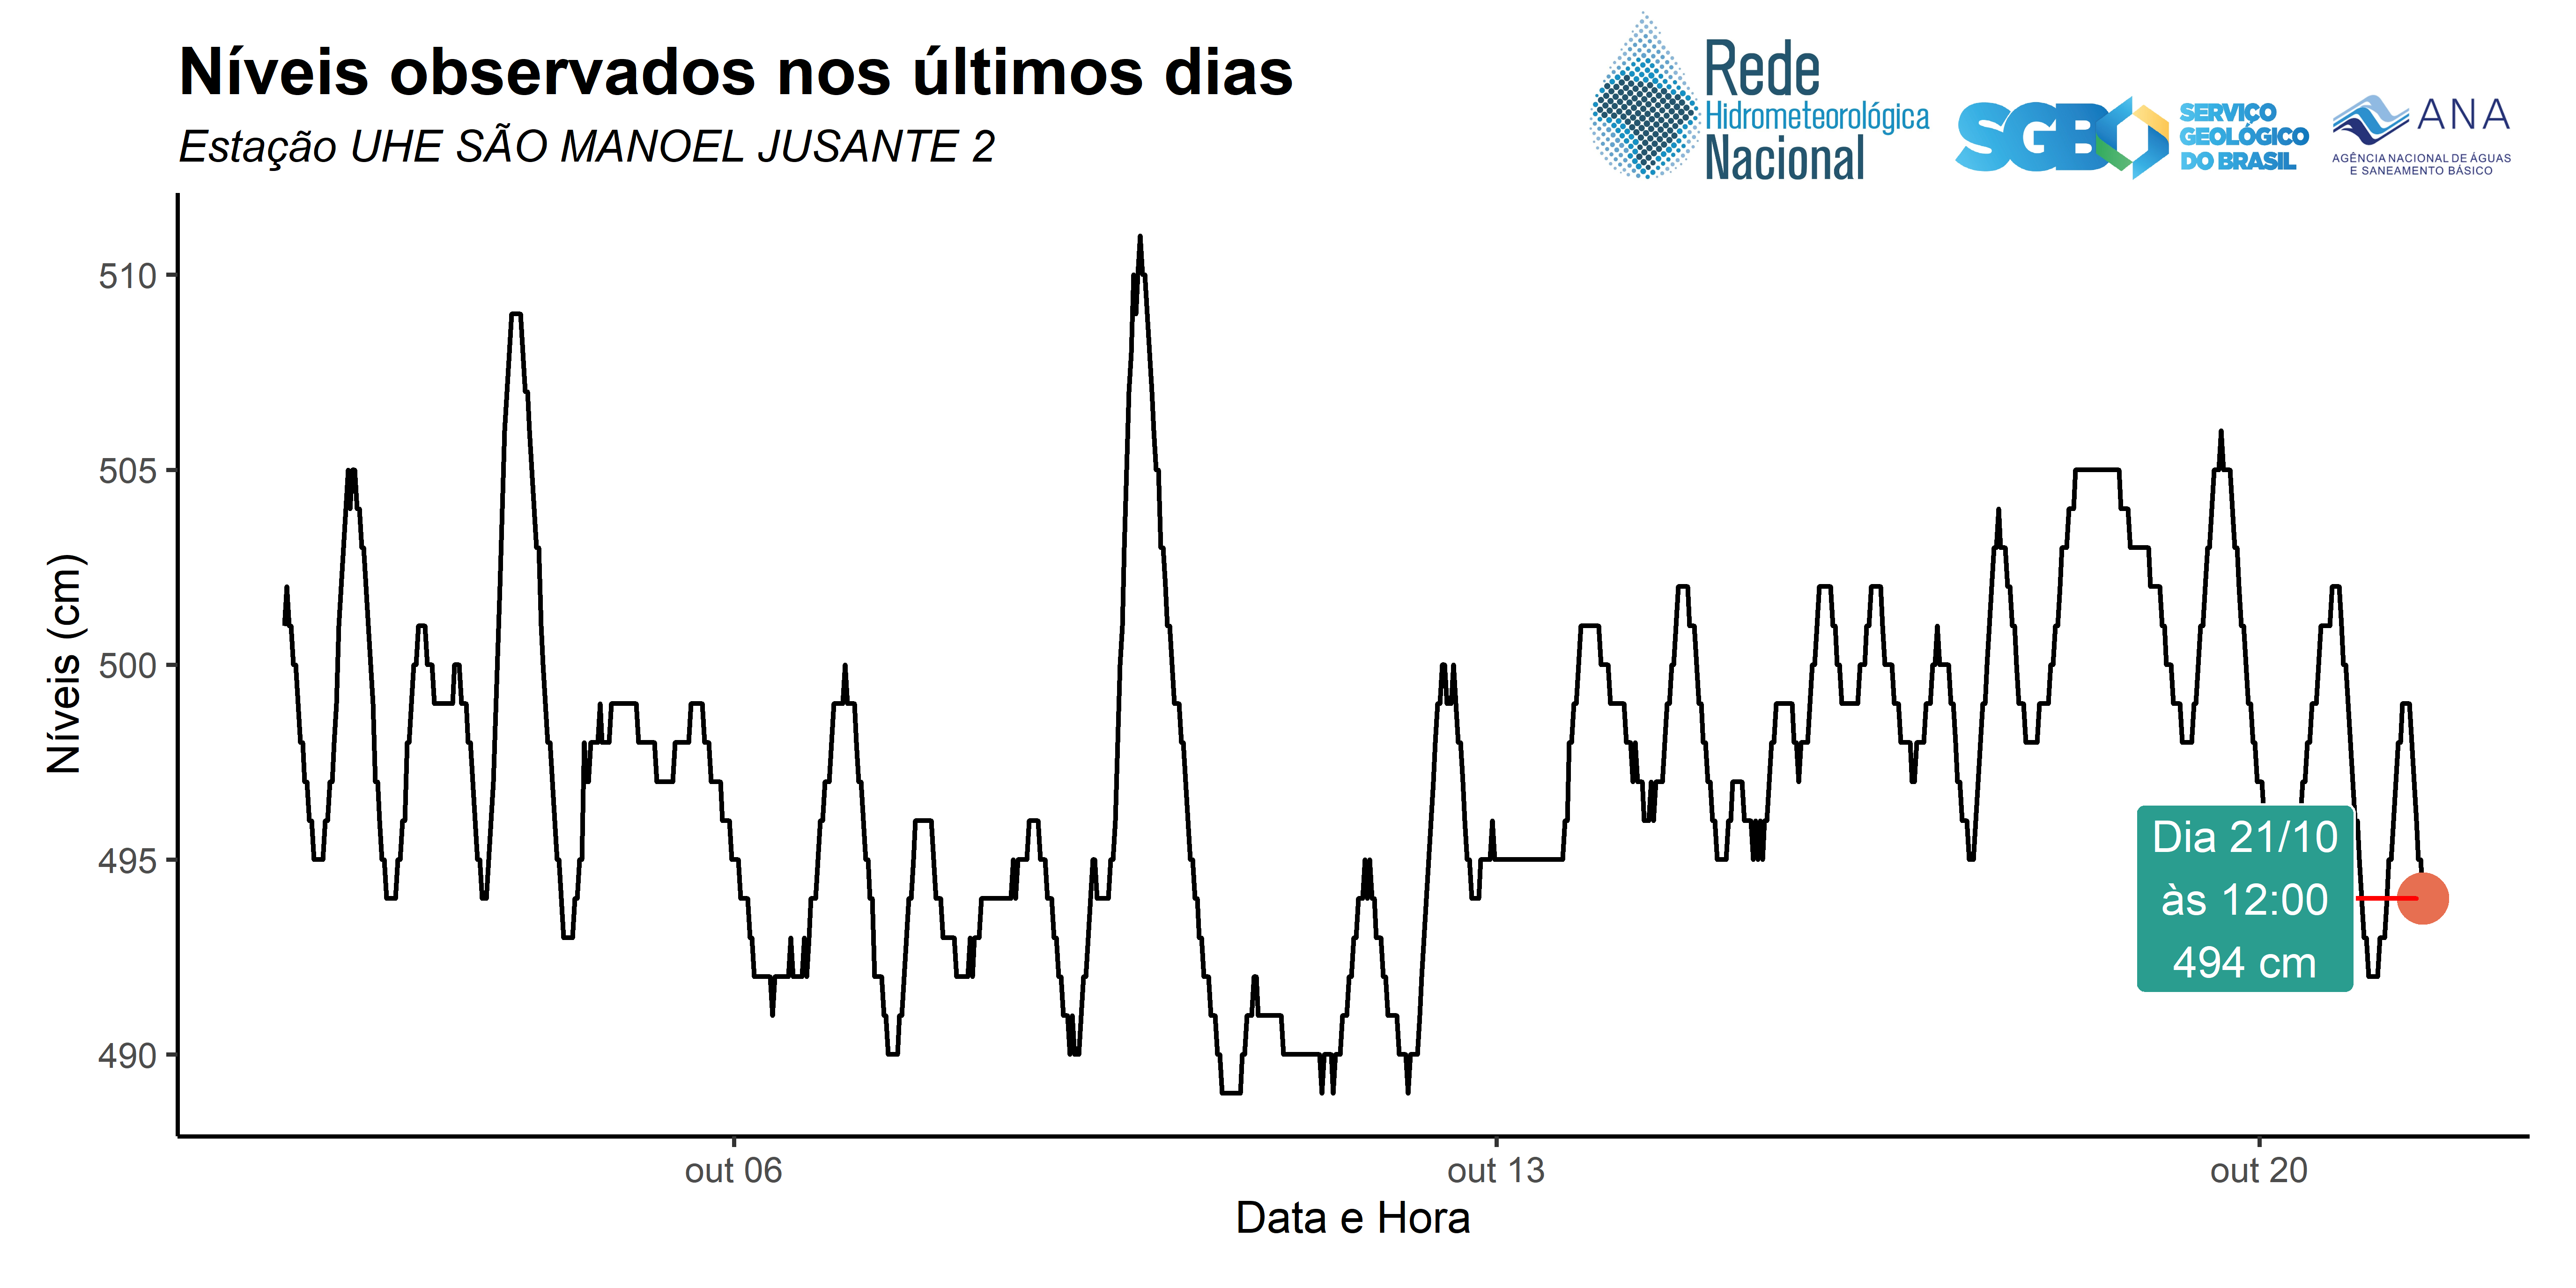 Níveis observados nos últimos dias
Estação UHE SÃO MANOEL JUSANTE 2
Rede
Hidrometeorológica
Nacional
SGB
SERVIÇO
GEOLÓGICO
DO BRASIL
ANA
AGÊNCIA NACIONAL DE ÁGUAS
E SANEAMENTO BÁSICO
Níveis (cm)
510
505
500
495
490
Dia 21/10
às 12:00
494 cm
out 06
out 13
out 20
Data e Hora